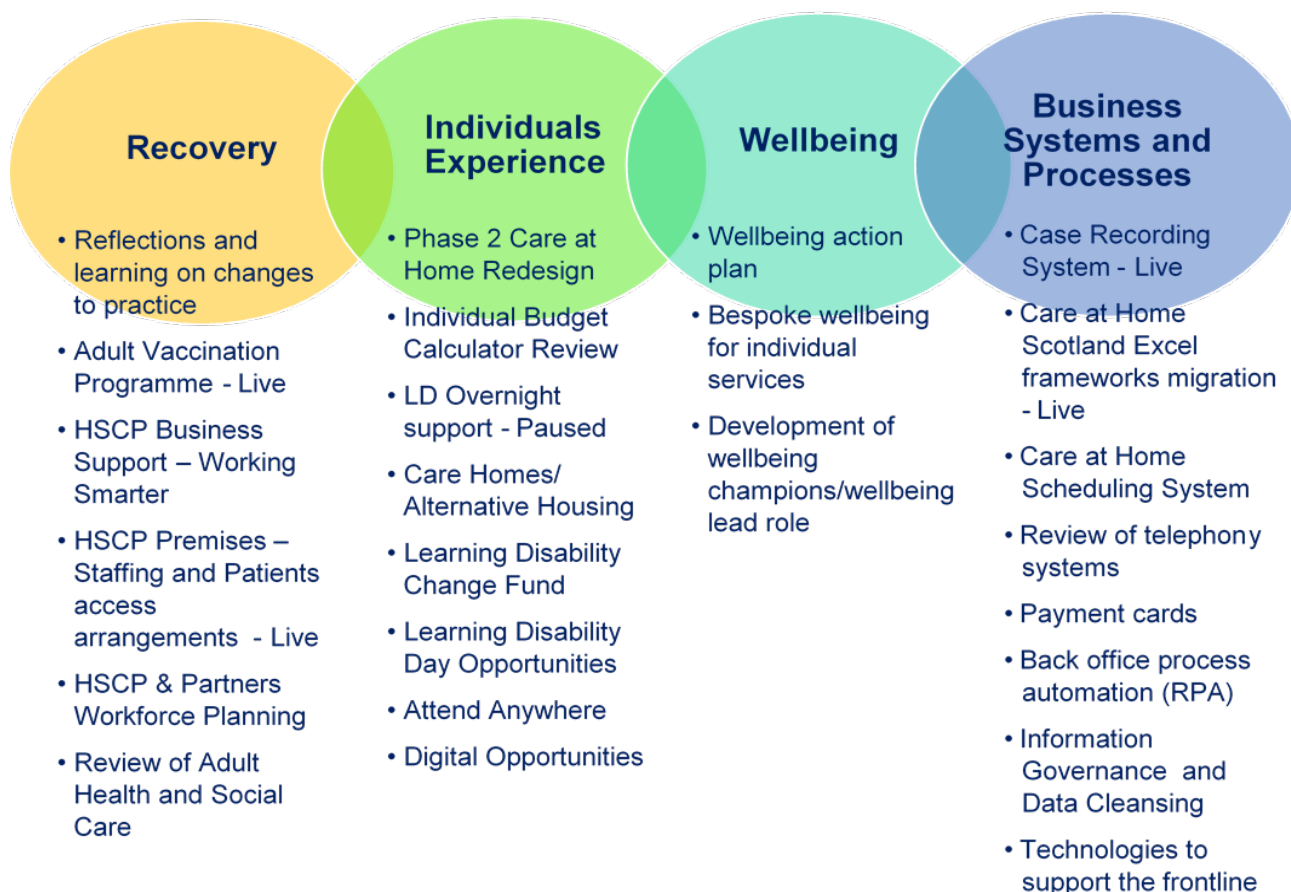 Recovery
• Reflections and
learning on changes
to practice
• Adult Vaccination
Programme - Live
• HSCP Business
Support – Working
Smarter
• HSCP Premises –
Staffing and Patients
access
arrangements - Live
• HSCP & Partners
Workforce Planning
• Review of Adult
Health and Social
Care
Individuals
Experience
• Phase 2 Care at
Home Redesign
• Individual Budget
Calculator Review
• LD Overnight
support - Paused
• Care Homes/
Alternative Housing
• Learning Disability
Change Fund
• Learning Disability
Day Opportunities
• Attend Anywhere
• Digital Opportunities
Wellbeing
• Wellbeing action
plan
• Bespoke wellbeing
for individual
services
• Development of
wellbeing
champions/wellbeing
lead role
Business
Systems and
Processes
• Case Recording
System - Live
• Care at Home
Scotland Excel
frameworks migration
- Live
• Care at Home
Scheduling System
• Review of telephony
systems
• Payment cards
• Back office process
automation (RPA)
• Information
Governance and
Data Cleansing
• Technologies to
support the frontline